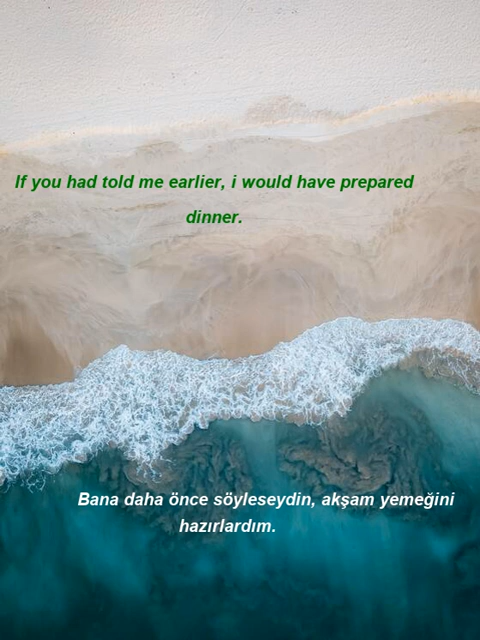 If you had told me earlier, i would have prepared
dinner.
Bana daha önce söyleseydin, akşam yemeğini
hazırlardım.